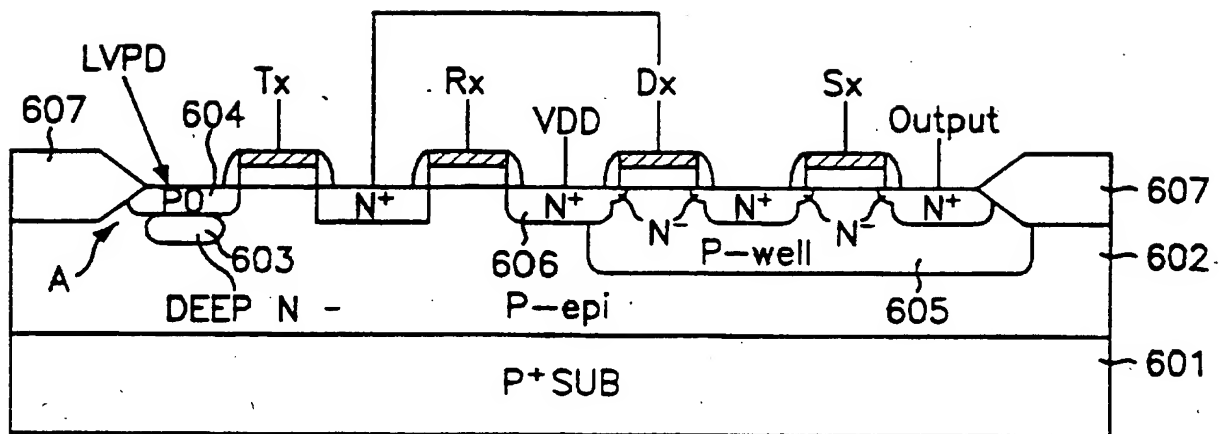 LVPD
Tx
Rx
Dx
Sx
607
604
VDD
Output
P0
N+
N+
N+
N+
607
A
603
606
N-
N-
P-well
602
DEEP N -
P-epi
605
P+ SUB
601